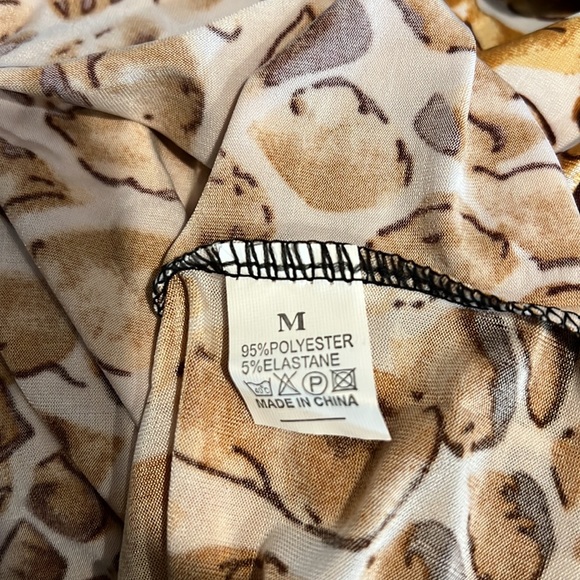 M
95%POLYESTER
5%ELASTANE
P
MADE IN CHINA